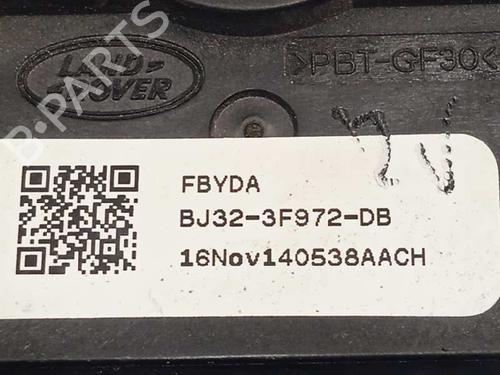 LAND-
ROVER
>PBT-GF30<
B-PARTS
FBYDA
BJ32-3F972-DB
16Nov140538AACH